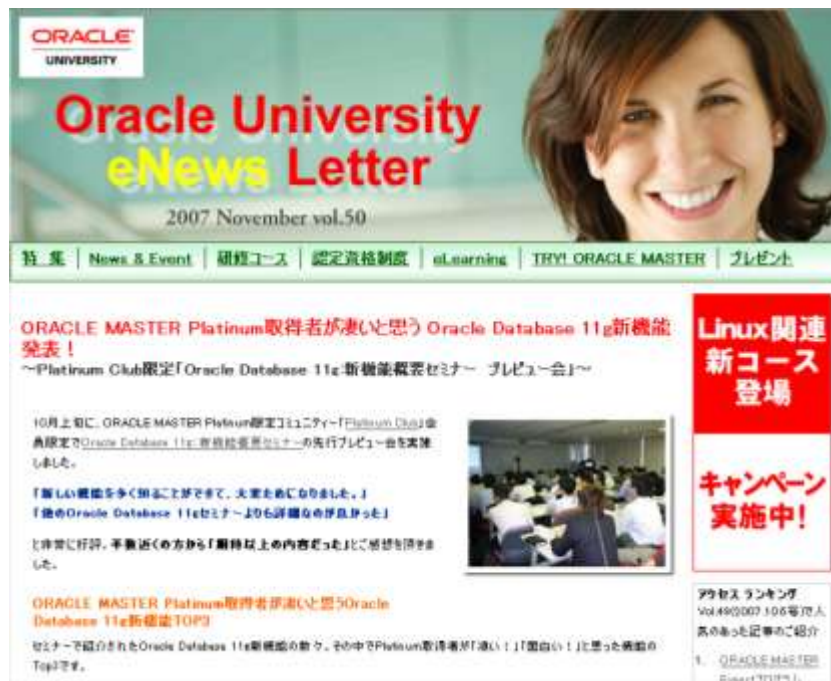 ORACLE
UNIVERSITY
Oracle University
eNews Letter
2007 November vol.50
特 集 | News & Event | 研修コース | 認定資格制度 | eLearning | TRY! ORACLE MASTER | プレゼント
ORACLE MASTER Platinum取得者が凄いと思う Oracle Database 11g新機能
発表！
～Platinum Club限定「Oracle Database 11g:新機能概要セミナー プレビュー会」～
10月上旬に、ORACLE MASTER Platinum限定コミュニティー「Platinum Club」会
員限定でOracle Database 11g: 新機能概要セミナーの先行プレビュー会を実施
しました。
「新しい機能を多く知ることができて、大変ためになりました。」
「他のOracle Database 11gセミナーよりも詳細なのが良かった」
と非常に好評。半数近くの方から「期待以上の内容だった」とご感想を頂きま
した。
ORACLE MASTER Platinum取得者が凄いと思うOracle
Database 11g新機能TOP3
セミナーで紹介されたOracle Database 11g新機能の数々。その中でPlatinum取得者が「凄い！」「面白い！」と思った機能の
Top3です。
Linux関連
新コース
登場
キャンペーン
実施中!
アクセス ランキング
Vol.49(2007.10.6号)で人
気のあった記事のご紹介
1. ORACLE MASTER